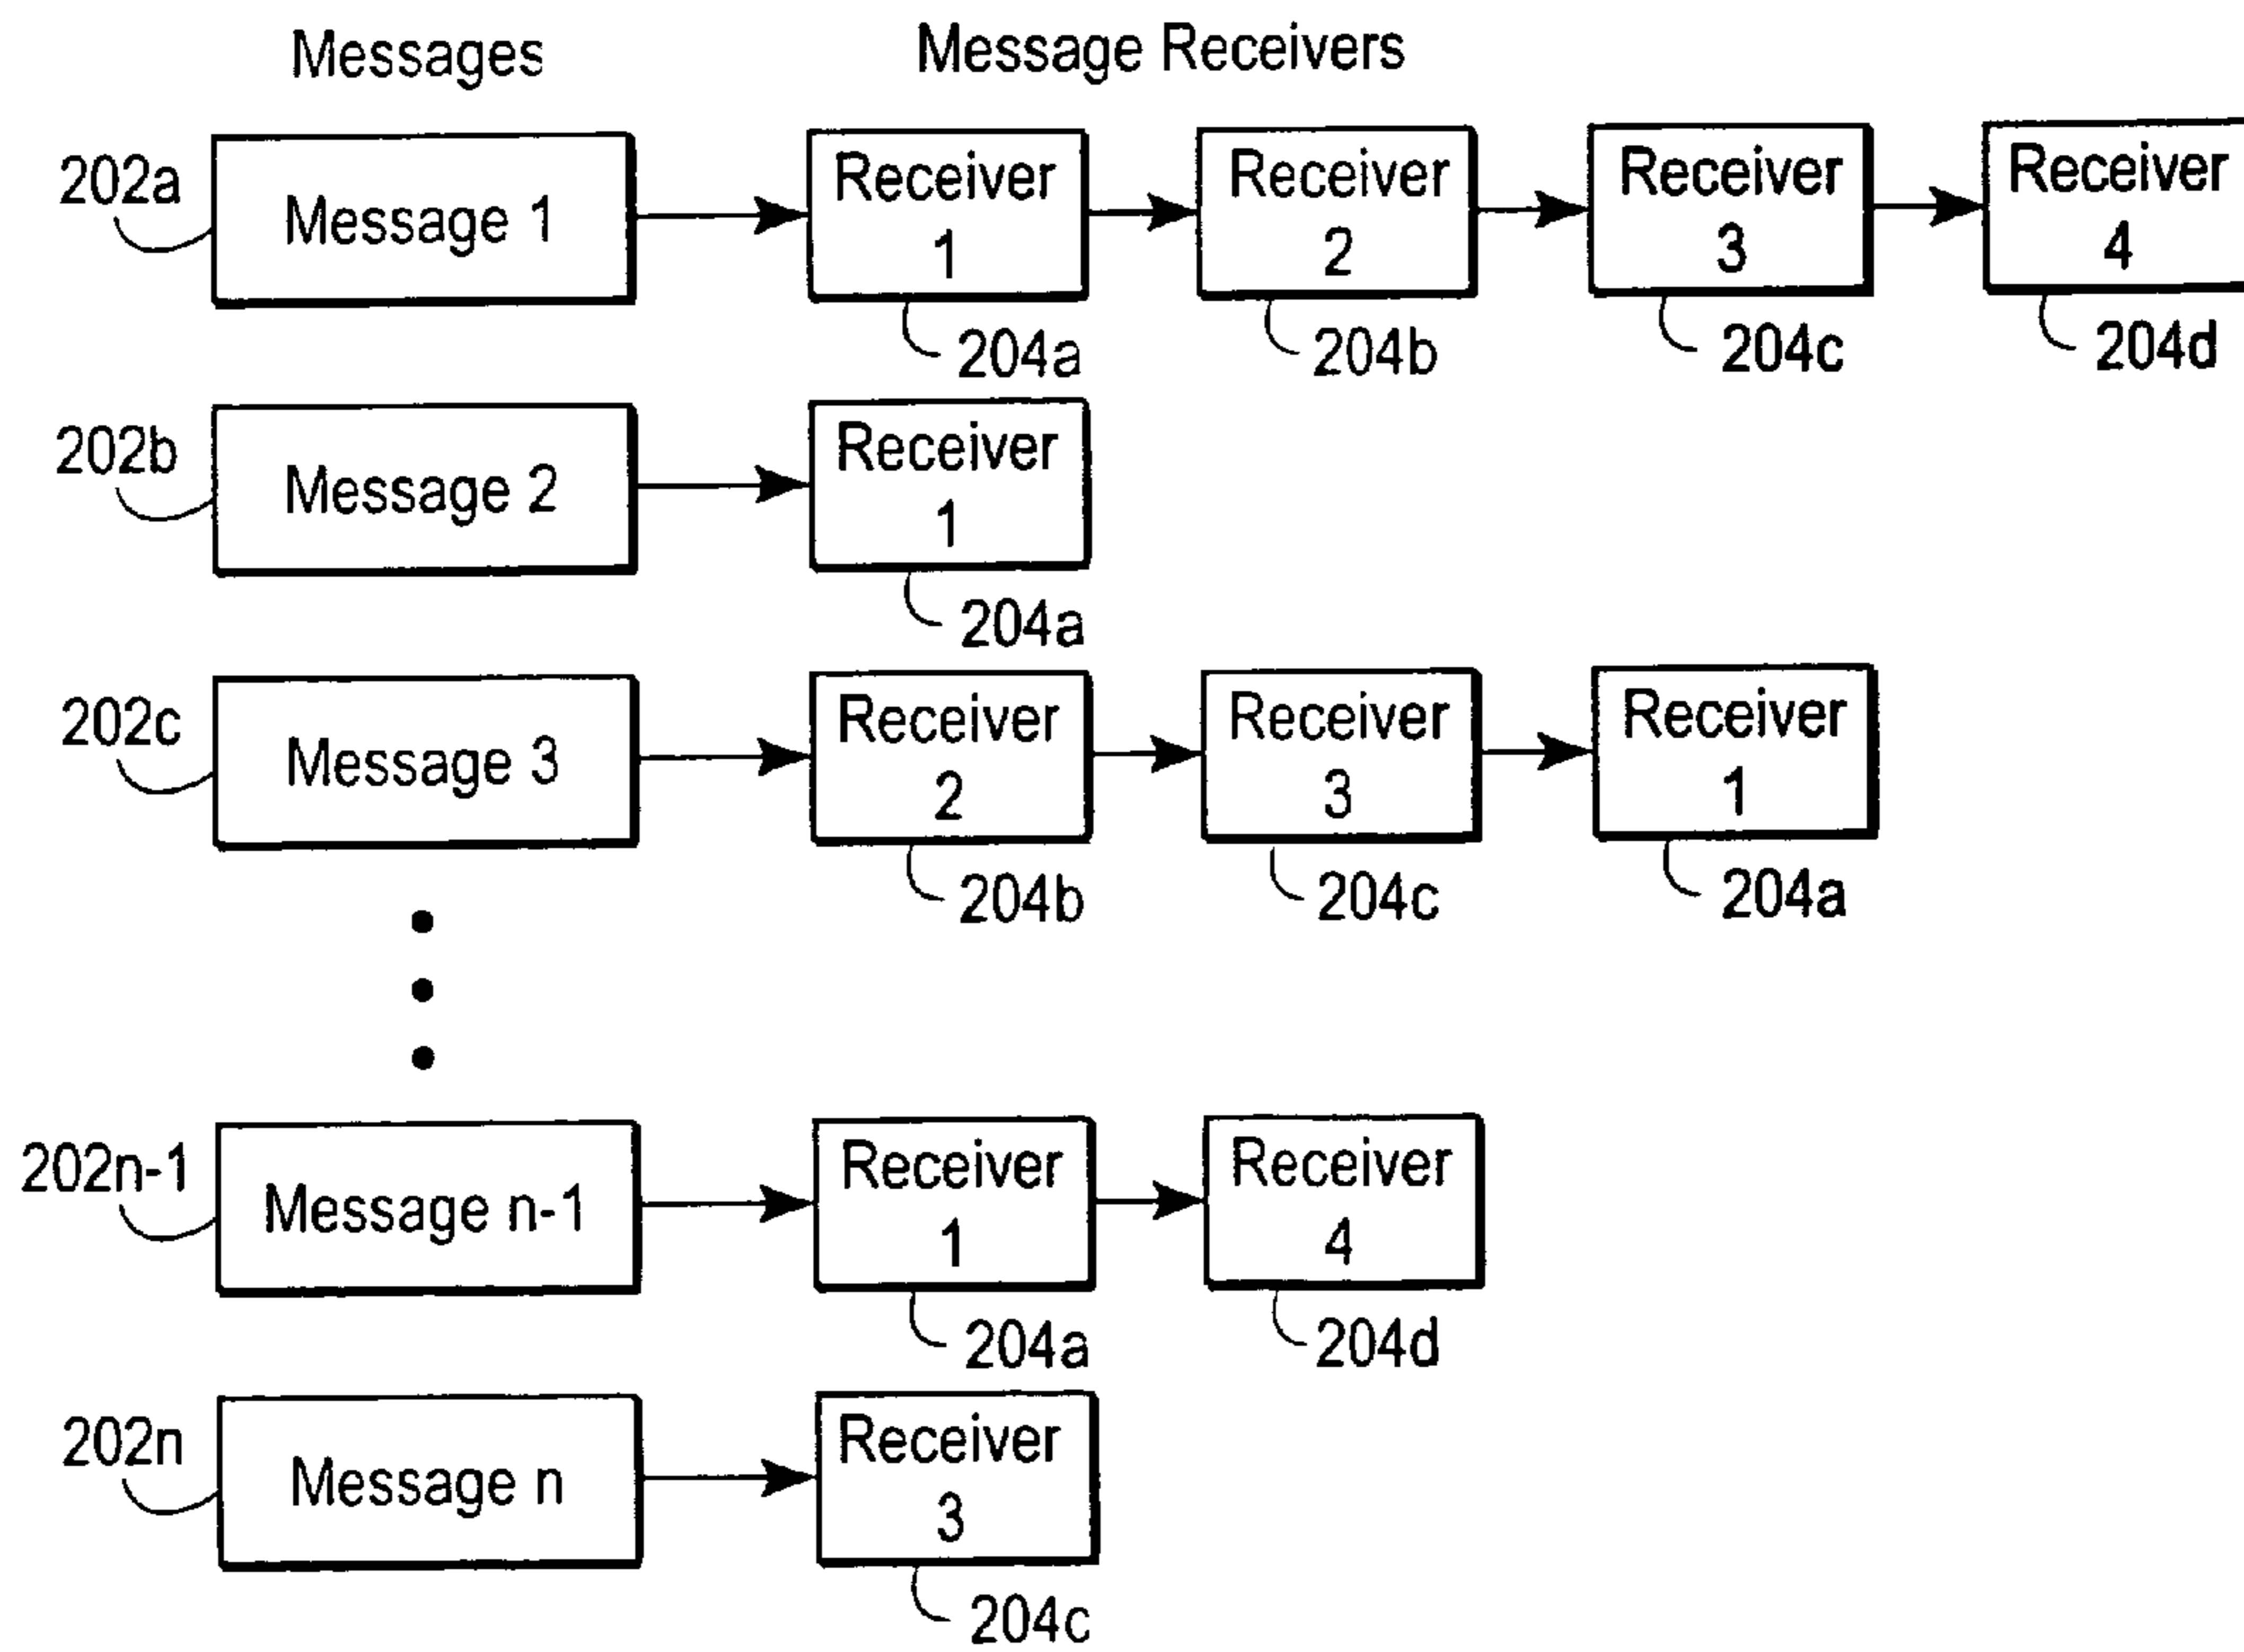 Messages
Message Receivers
202a
Message 1
Receiver
1
Receiver
2
Receiver
3
Receiver
4
204a
204b
204c
204d
202b
Message 2
Receiver
1
204a
202c
Message 3
Receiver
2
Receiver
3
Receiver
1
204b
204c
204a
202n-1
Message n-1
Receiver
1
Receiver
4
204a
204d
202n
Message n
Receiver
3
204c